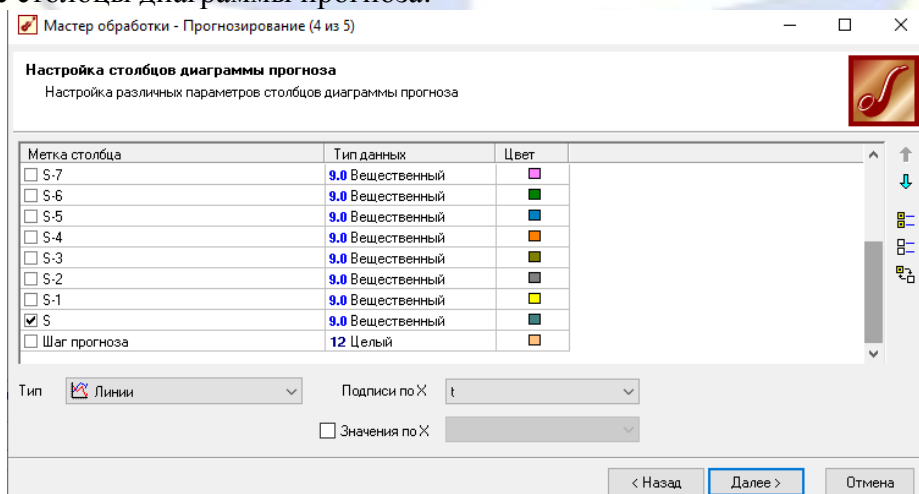 столбцы диаграммы прогноза.
Мастер обработки - Прогнозирование (4 из 5)
Настройка столбцов диаграммы прогноза
Настройка различных параметров столбцов диаграммы прогноза
Метка столбца Тип данных Цвет
S-7 9.0 Вещественный
S-6 9.0 Вещественный
S-5 9.0 Вещественный
S-4 9.0 Вещественный
S-3 9.0 Вещественный
S-2 9.0 Вещественный
S-1 9.0 Вещественный
S 9.0 Вещественный
Шаг прогноза 12 Целый
Тип Линии Подписи по X t
Значения по X
< Назад Далее > Отмена